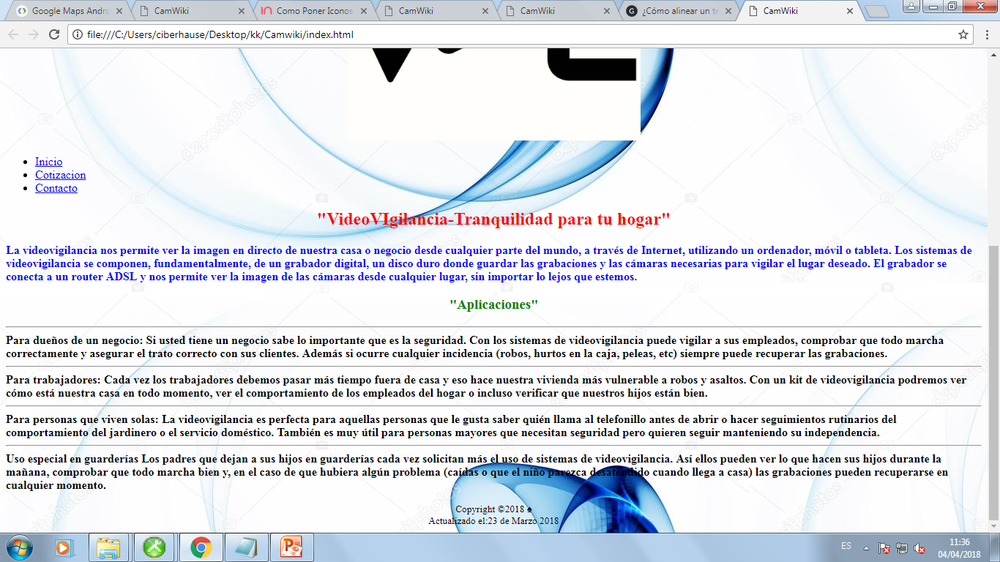 Google Maps Andro
CamWiki
Como Poner Iconos
CamWiki
CamWiki
¿Cómo alinear un te
CamWiki
file:///C:/Users/ciberhause/Desktop/kk/Camwiki/index.html
depositphotos
Inicio
Cotizacion
Contacto
"VideoVIgilancia-Tranquilidad para tu hogar"
La videovigilancia nos permite ver la imagen en directo de nuestra casa o negocio desde cualquier parte del mundo, a través de Internet, utilizando un ordenador, móvil o tableta. Los sistemas de
videovigilancia se componen, fundamentalmente, de un grabador digital, un disco duro donde guardar las grabaciones y las cámaras necesarias para vigilar el lugar deseado. El grabador se
conecta a un router ADSL y nos permite ver la imagen de las cámaras desde cualquier lugar, sin importar lo lejos que estemos.
"Aplicaciones"
Para dueños de un negocio: Si usted tiene un negocio sabe lo importante que es la seguridad. Con los sistemas de videovigilancia puede vigilar a sus empleados, comprobar que todo marcha
correctamente y asegurar el trato correcto con sus clientes. Además si ocurre cualquier incidencia (robos, hurtos en la caja, peleas, etc) siempre puede recuperar las grabaciones.
Para trabajadores: Cada vez los trabajadores debemos pasar más tiempo fuera de casa y eso hace nuestra vivienda más vulnerable a robos y asaltos. Con un kit de videovigilancia podremos ver
cómo está nuestra casa en todo momento, ver el comportamiento de los empleados del hogar o incluso verificar que nuestros hijos están bien.
Para personas que viven solas: La videovigilancia es perfecta para aquellas personas que le gusta saber quién llama al telefonillo antes de abrir o hacer seguimientos rutinarios del
comportamiento del jardinero o el servicio doméstico. También es muy útil para personas mayores que necesitan seguridad pero quieren seguir manteniendo su independencia.
Uso especial en guarderías Los padres que dejan a sus hijos en guarderías cada vez solicitan más el uso de sistemas de videovigilancia. Así ellos pueden ver lo que hacen sus hijos durante la
mañana, comprobar que todo marcha bien y, en el caso de que hubiera algún problema (caídas o que el niño parezca desatendido cuando llega a casa) las grabaciones pueden recuperarse en
cualquier momento.
Copyright ©2018 ♠
Actualizado el:23 de Marzo 2018
ES
11:36
04/04/2018